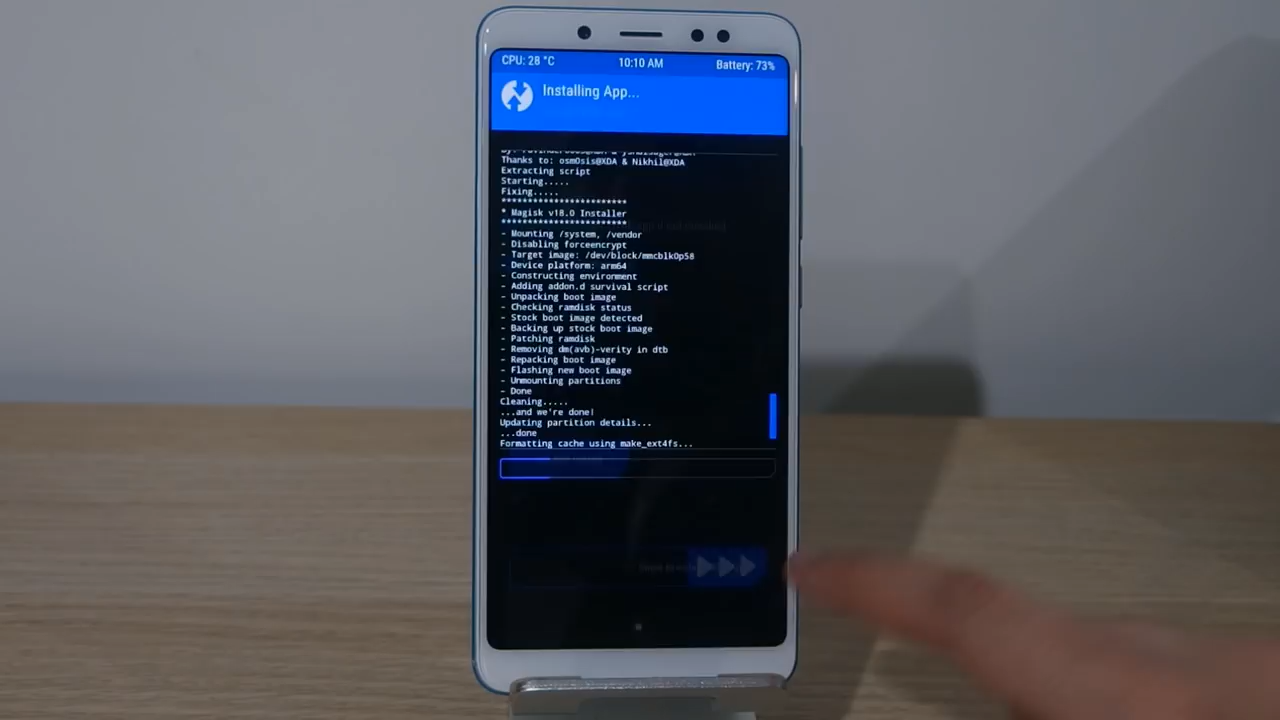 CPU: 28 °C 10:10 AM Battery: 73%
Installing App...
Thanks to: osm0sis@XDA & Nikhil@XDA
Extracting script
Starting.....
Fixing.....
************************
* Magisk v18.0 Installer
************************
- Mounting /system, /vendor
- Disabling forceencrypt
- Target image: /dev/block/mmcblk0p58
- Device platform: arm64
- Constructing environment
- Adding addon.d survival script
- Unpacking boot image
- Checking ramdisk status
- Stock boot image detected
- Backing up stock boot image
- Patching ramdisk
- Removing dm(avb)-verity in dtb
- Repacking boot image
- Flashing new boot image
- Unmounting partitions
- Done
Cleaning.....
...and we're done!
Updating partition details...
...done
Formatting cache using make_ext4fs...